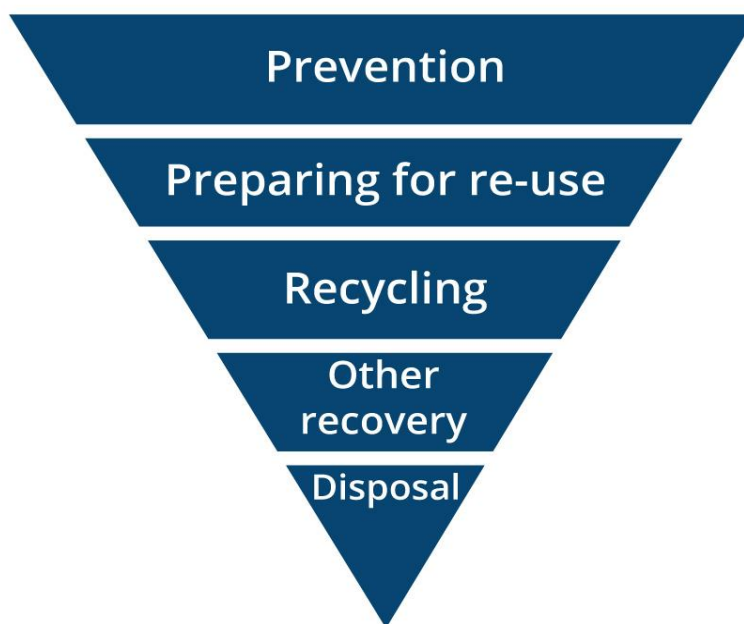 Prevention
Preparing for re-use
Recycling
Other
recovery
Disposal